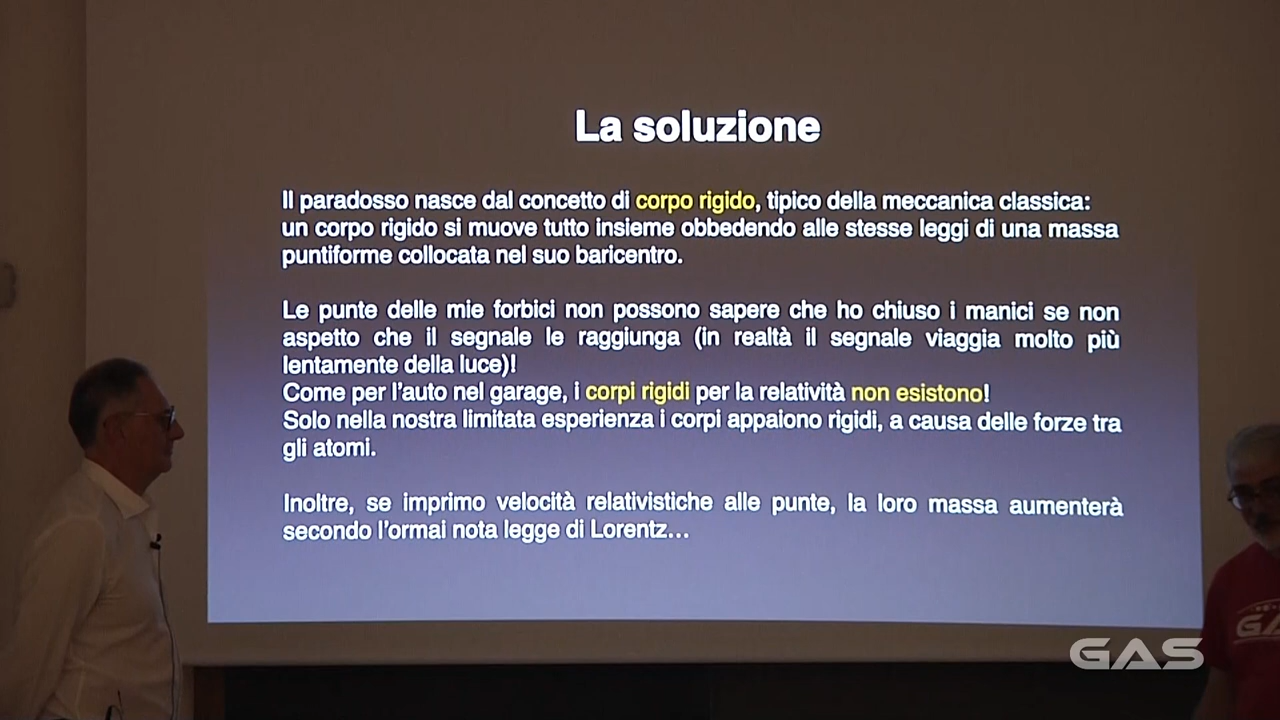 La soluzione
Il paradosso nasce dal concetto di corpo rigido, tipico della meccanica classica:
un corpo rigido si muove tutto insieme obbedendo alle stesse leggi di una massa
puntiforme collocata nel suo baricentro.
Le punte delle mie forbici non possono sapere che ho chiuso i manici se non
aspetto che il segnale le raggiunga (in realtà il segnale viaggia molto più
lentamente della luce)!
Come per l'auto nel garage, i corpi rigidi per la relatività non esistono!
Solo nella nostra limitata esperienza i corpi appaiono rigidi, a causa delle forze tra
gli atomi.
Inoltre, se imprimo velocità relativistiche alle punte, la loro massa aumenterà
secondo l'ormai nota legge di Lorentz...
GAS